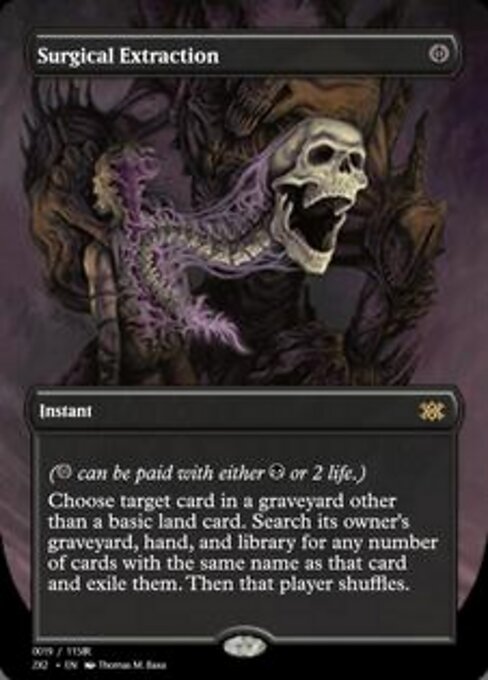 Surgical Extraction
Instant
( can be paid with either or 2 life.)
Choose target card in a graveyard other
than a basic land card. Search its owner's
graveyard, hand, and library for any number
of cards with the same name as that card
and exile them. Then that player shuffles.
0019 / 1158R
2X2 • EN Thomas M. Baxa